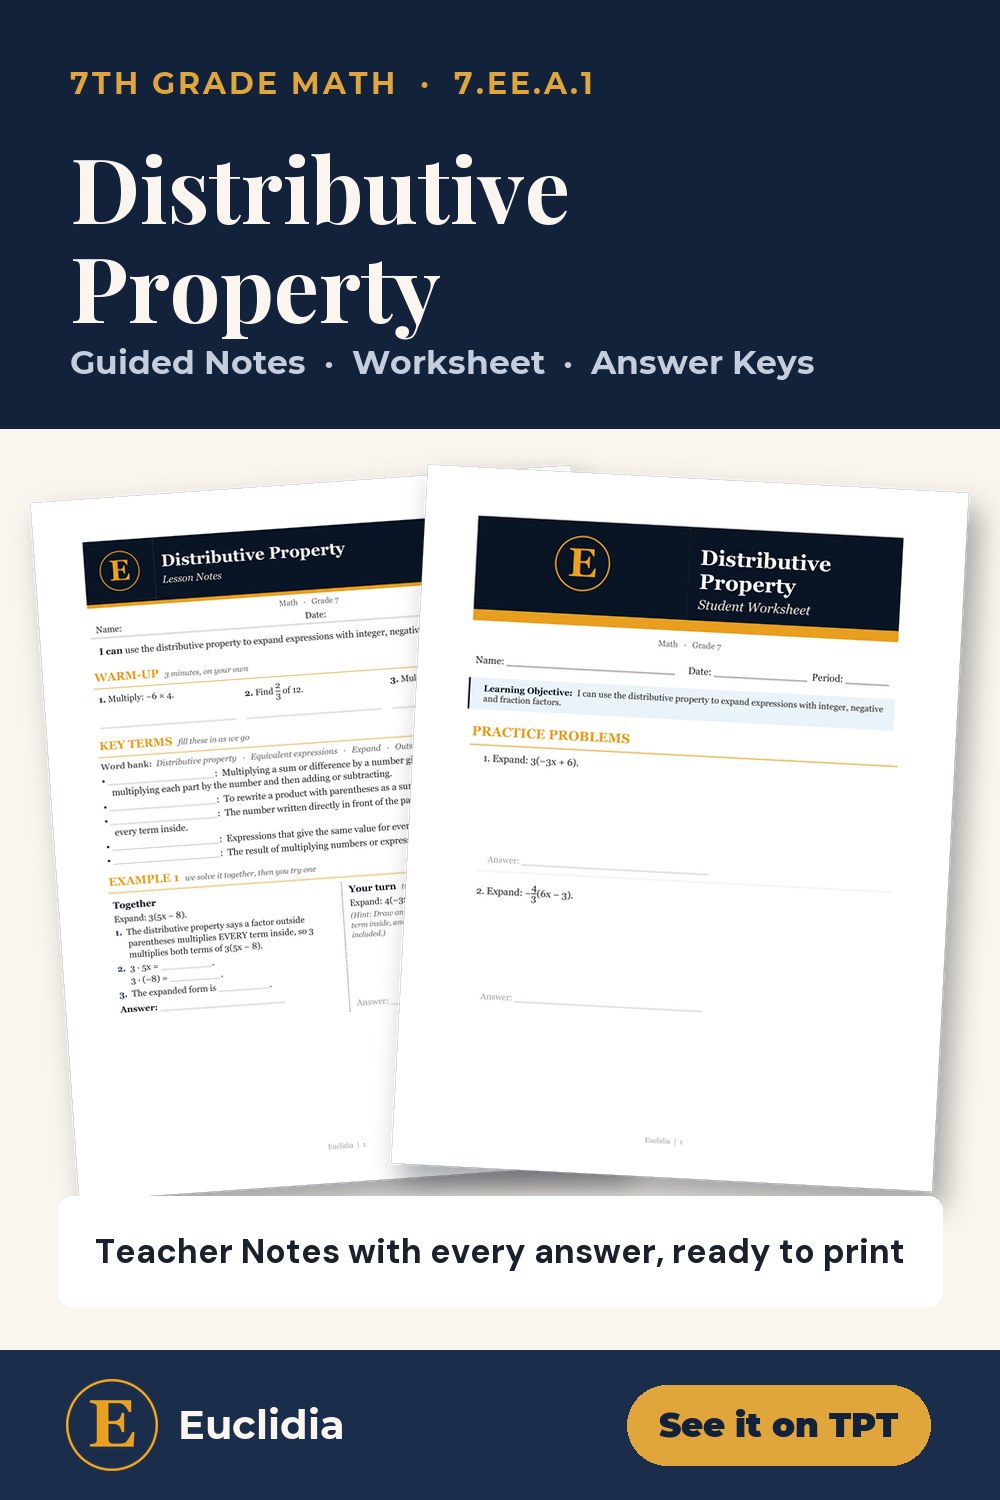 7TH GRADE MATH · 7.EE.A.1
Distributive
Property
Guided Notes · Worksheet · Answer Keys
E
Distributive Property
Lesson Notes
Math · Grade 7
Name:
Date:
I can use the distributive property to expand expressions with integer,
WARM-UP 3 minutes, on your own
1. Multiply: −6 × 4.
2. Find 2/3 of 12.
3.
KEY TERMS fill these in as we go
Word bank: Distributive property · Equivalent expressions · Expand ·
• : Multiplying a sum or difference by a number
multiplying each part by the number and then adding or subtracting.
• : To rewrite a product with parentheses as a
• : The number written directly in front of the
every term inside.
• : Expressions that give the same value for
• : The result of multiplying numbers or
EXAMPLE 1 we solve it together, then you try one
Together
Expand: 3(5x − 8).
1. The distributive property says a factor outside
parentheses multiplies EVERY term inside, so 3
multiplies both terms of 3(5x − 8).
2. 3 · 5x = .
3 · (−8) = .
3. The expanded form is .
Answer:
Your turn
Expand:
(Hint: Draw an
term inside,
included.)
Answer:
Euclidia | 1
E
Distributive
Property
Student Worksheet
Math · Grade 7
Name: Date: Period:
Learning Objective: I can use the distributive property to expand expressions with integer, negative
and fraction factors.
PRACTICE PROBLEMS
1. Expand: 3(−3x + 6).
Answer:
2. Expand: −4/3(6x − 3).
Answer:
Euclidia | 1
Teacher Notes with every answer, ready to print
E
Euclidia
See it on TPT